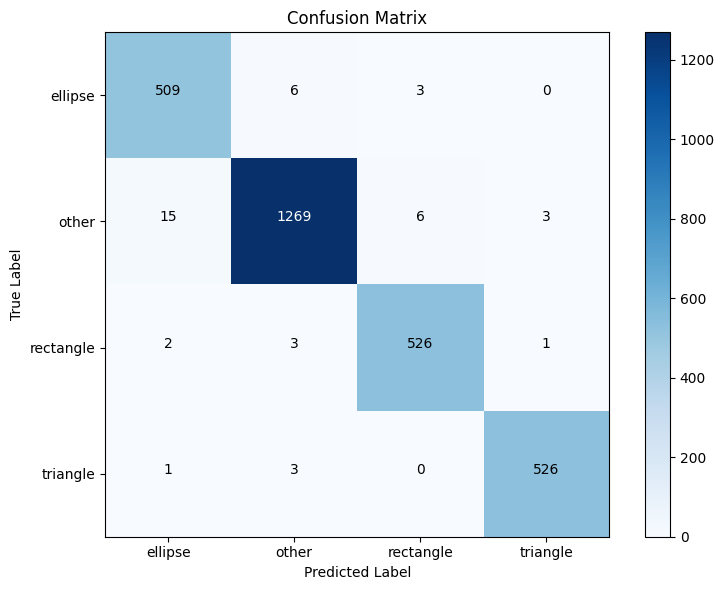 Confusion Matrix
ellipse 509 6 3 0
other 15 1269 6 3
rectangle 2 3 526 1
triangle 1 3 0 526
ellipse other rectangle triangle
Predicted Label
True Label
1200
1000
800
600
400
200
0